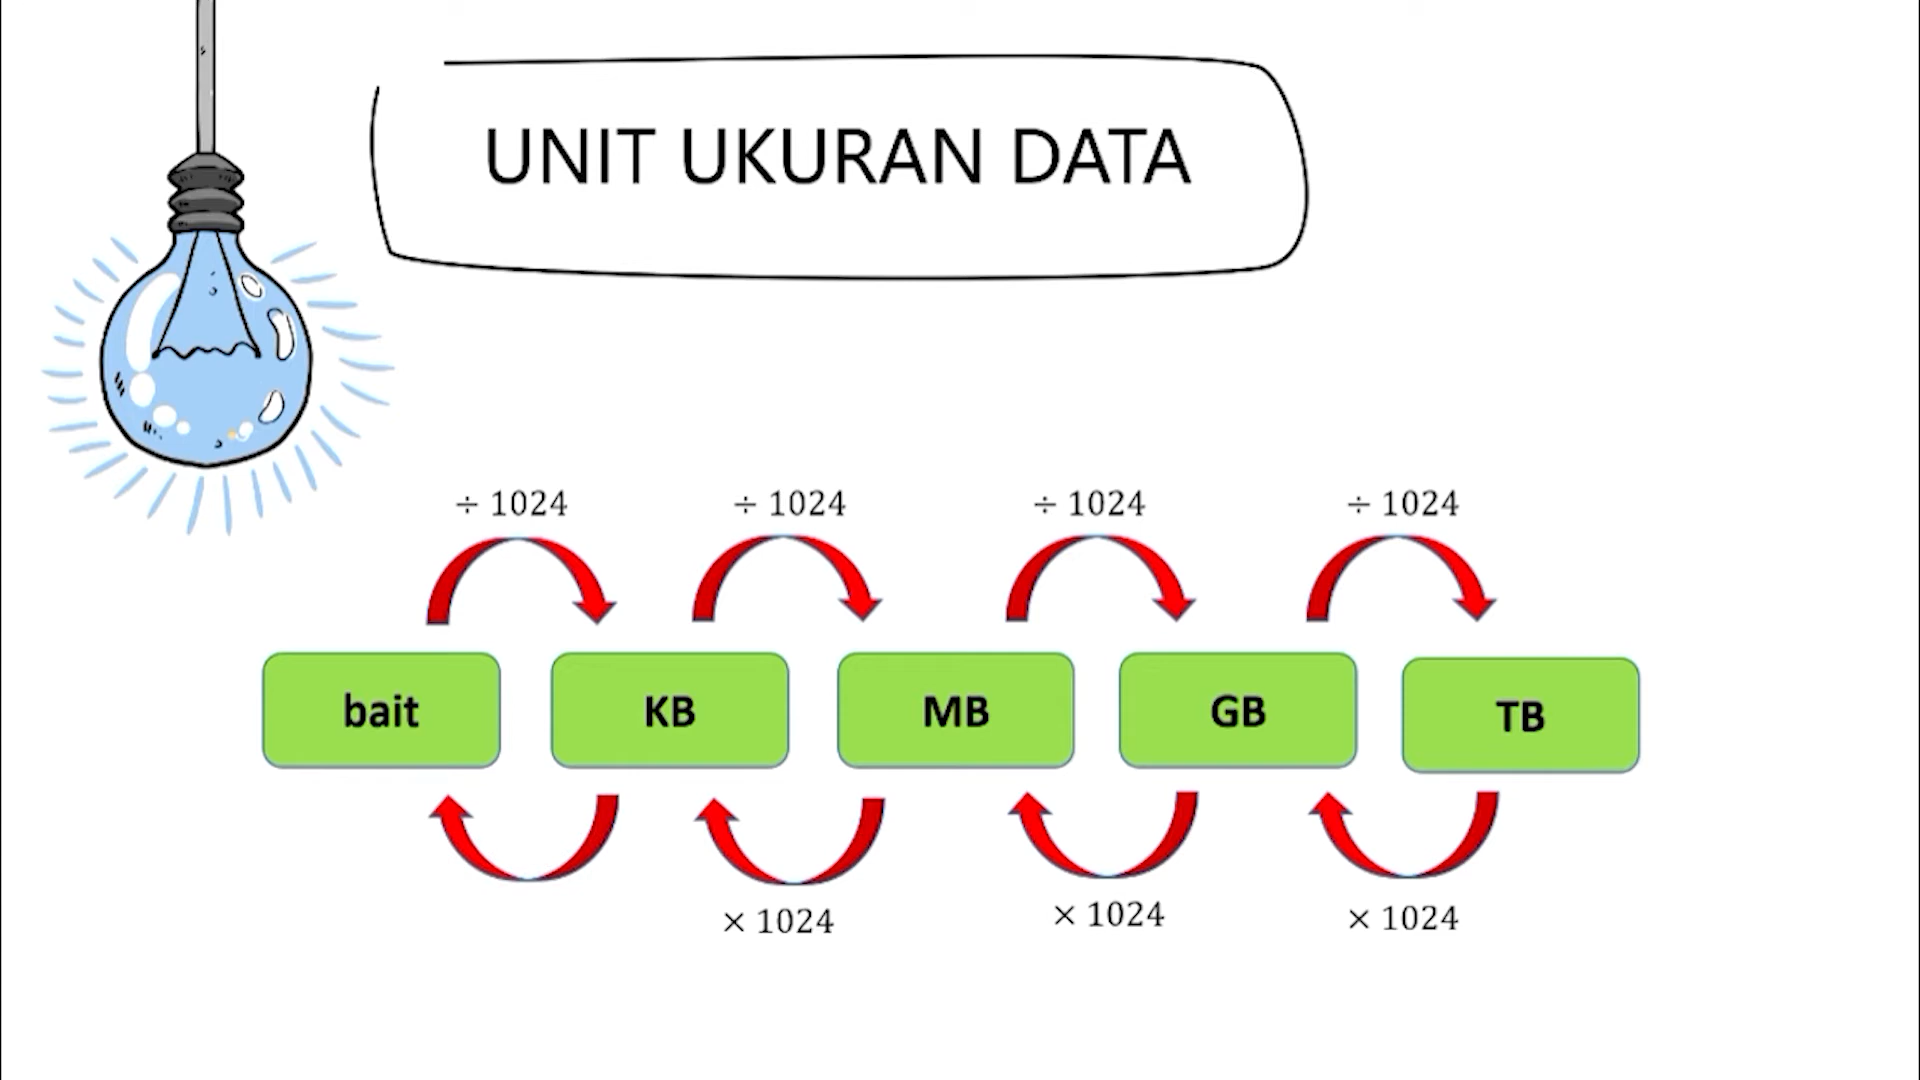 UNIT UKURAN DATA
÷ 1024
÷ 1024
÷ 1024
÷ 1024
bait
KB
MB
GB
TB
× 1024
× 1024
× 1024